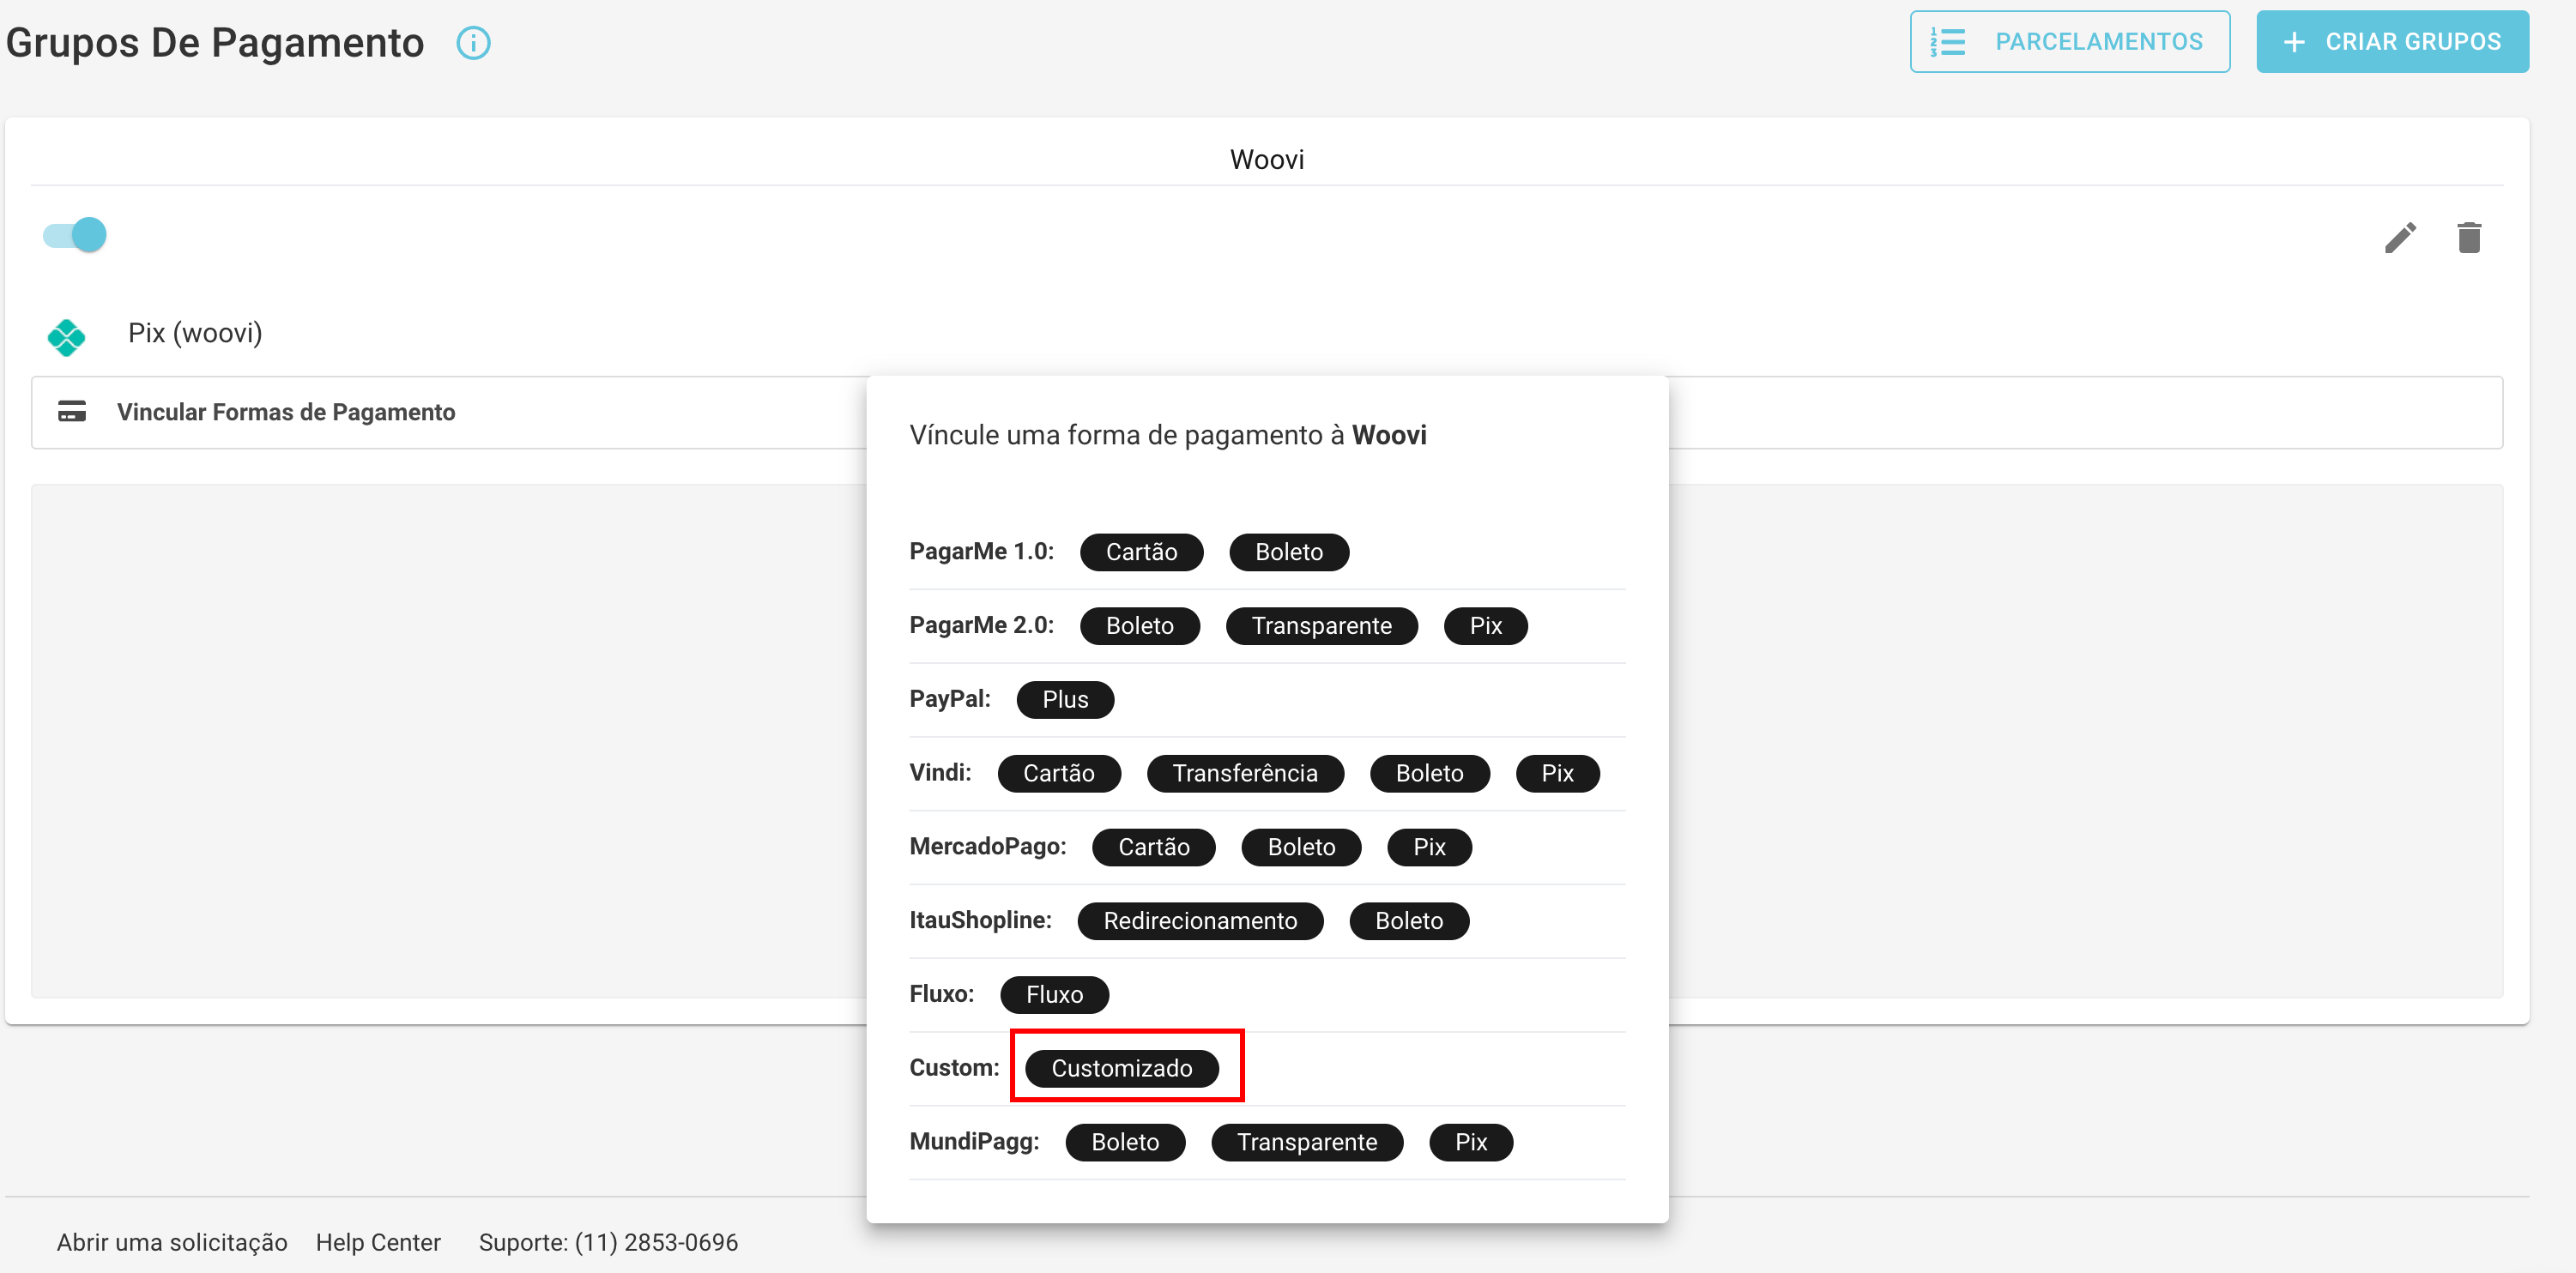 Grupos De Pagamento
PARCELAMENTOS
CRIAR GRUPOS
Woovi
Pix (woovi)
Vincular Formas de Pagamento
Víncule uma forma de pagamento à Woovi
PagarMe 1.0: Cartão Boleto
PagarMe 2.0: Boleto Transparente Pix
PayPal: Plus
Vindi: Cartão Transferência Boleto Pix
MercadoPago: Cartão Boleto Pix
ItauShopline: Redirecionamento Boleto
Fluxo: Fluxo
Custom: Customizado
MundiPagg: Boleto Transparente Pix
Abrir uma solicitação Help Center Suporte: (11) 2853-0696